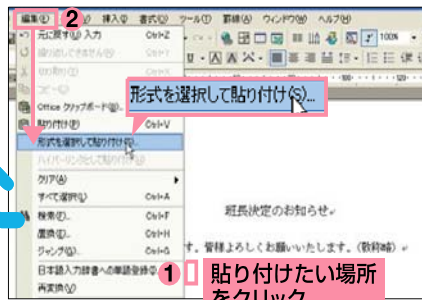 編集(E) 挿入(I) 書式(O) ツール(T) 罫線(A) ウィンドウ(W) ヘルプ(H)
2
元に戻す(U) 入力 Ctrl+Z
繰り返しできません(R) Ctrl+Y
100%
切り取り(T) Ctrl+X
コピー(C)
Office クリップボード(B)...
貼り付け(P) Ctrl+V
形式を選択して貼り付け(S)...
形式を選択して貼り付け(S)...
ハイパーリンクとして貼り付け(H)
クリア(A)
すべて選択(L) Ctrl+A
検索(F)... Ctrl+F
置換(E)... Ctrl+H
ジャンプ(G)... Ctrl+G
日本語入力辞書への単語登録(D)...
再変換(V)
班長決定のお知らせ
す。皆様よろしくお願いいたします。(敬称略)
1 貼り付けたい場所
をクリック